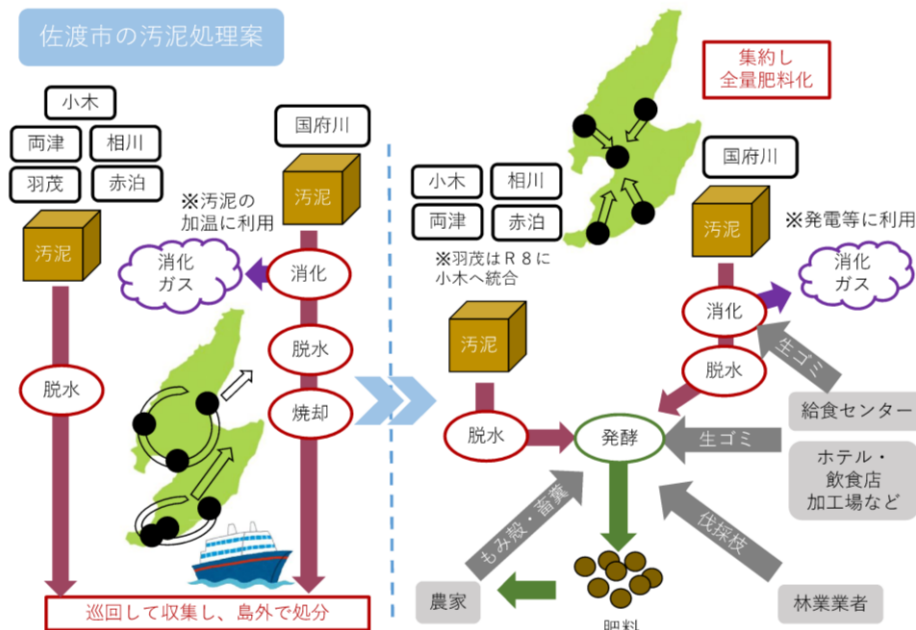 佐渡市の汚泥処理案
小木
両津
相川
羽茂
赤泊
汚泥
脱水
国府川
汚泥
※汚泥の
加温に利用
消化
ガス
消化
脱水
焼却
巡回して収集し、島外で処分
集約し
全量肥料化
小木
相川
両津
赤泊
※羽茂はR8に
小木へ統合
汚泥
脱水
国府川
汚泥
※発電等に利用
消化
ガス
消化
脱水
発酵
生ゴミ
給食センター
生ゴミ
ホテル・
飲食店
加工場など
もみ殻・畜糞
伐採枝
農家
肥料
林業業者